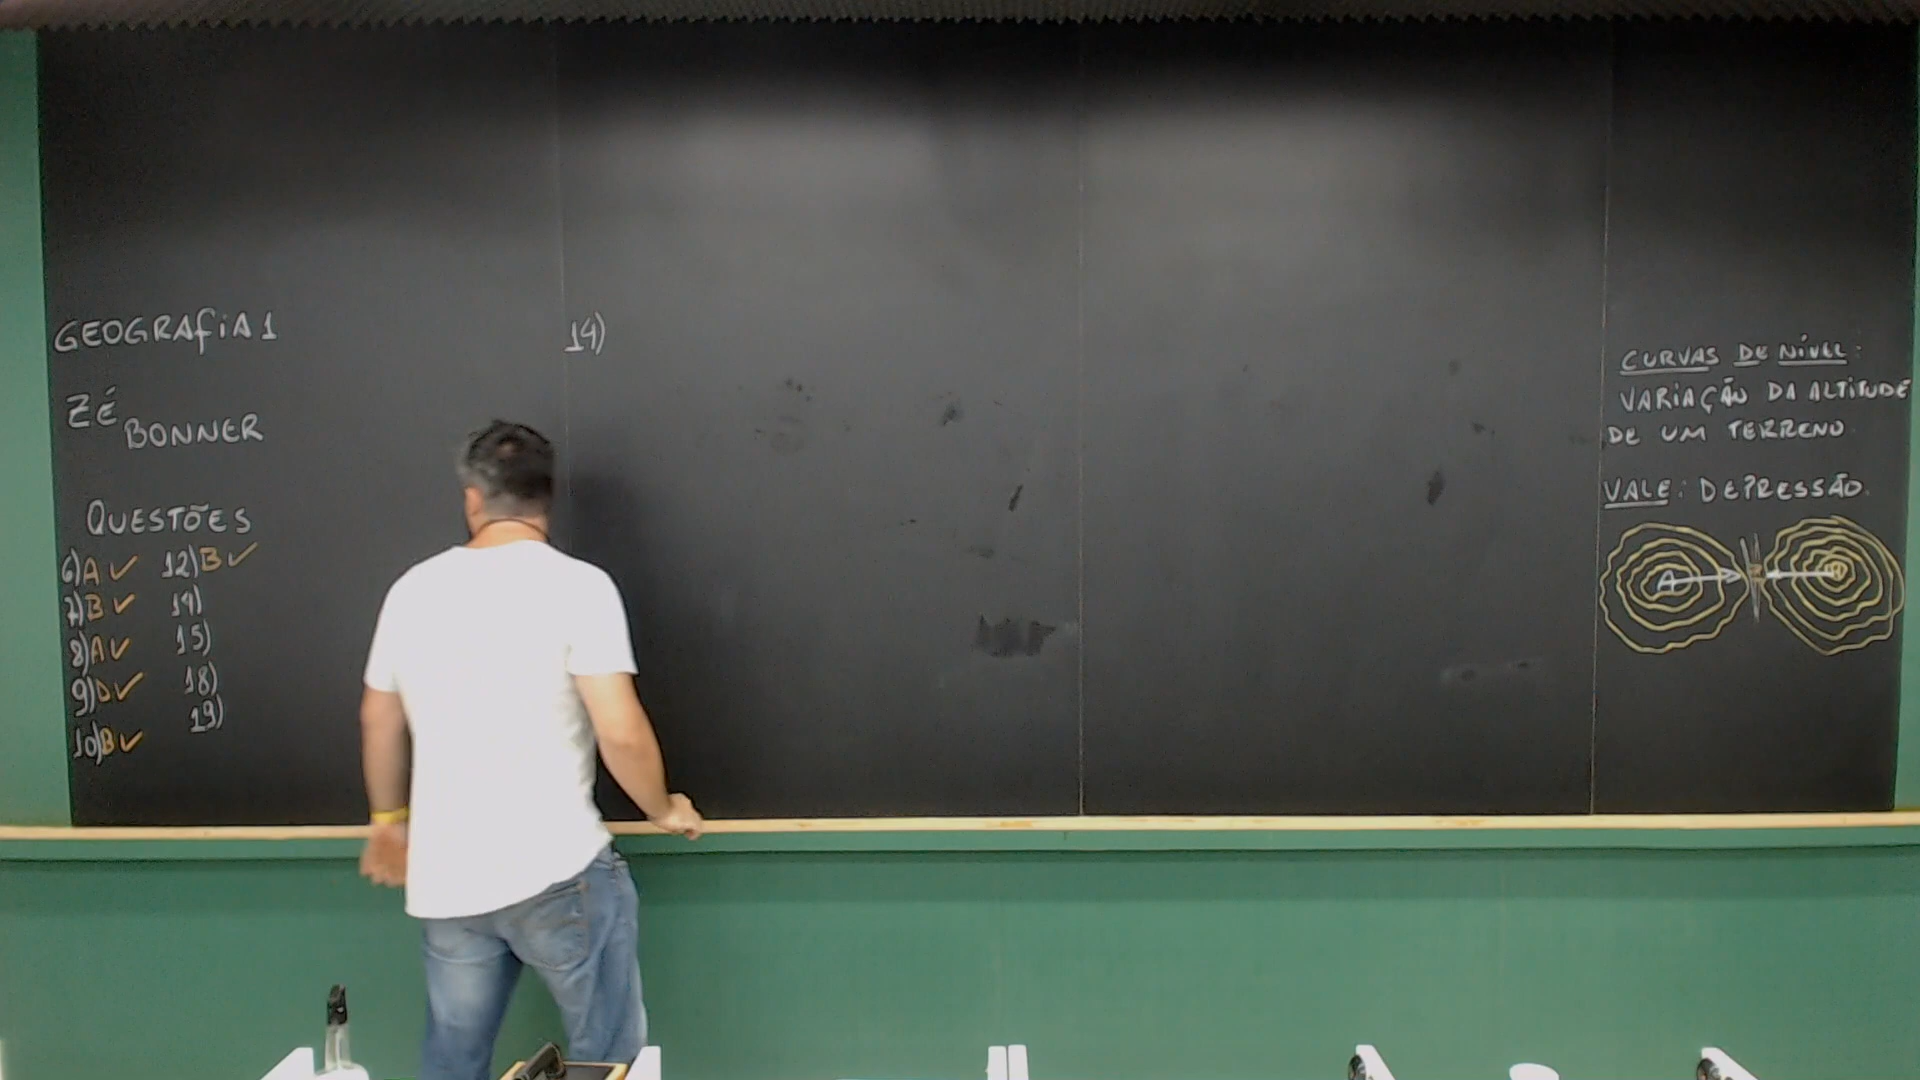 GEOGRAFIA 1
ZÉ
BONNER
QUESTÕES
6) A ✓ 12) B ✓
7) B ✓ 14)
8) A ✓ 15)
9) D ✓ 18)
10) B ✓ 19)
14)
CURVAS DE NÍVEL:
VARIAÇÃO DA ALTITUDE
DE UM TERRENO
VALE: DEPRESSÃO.
A